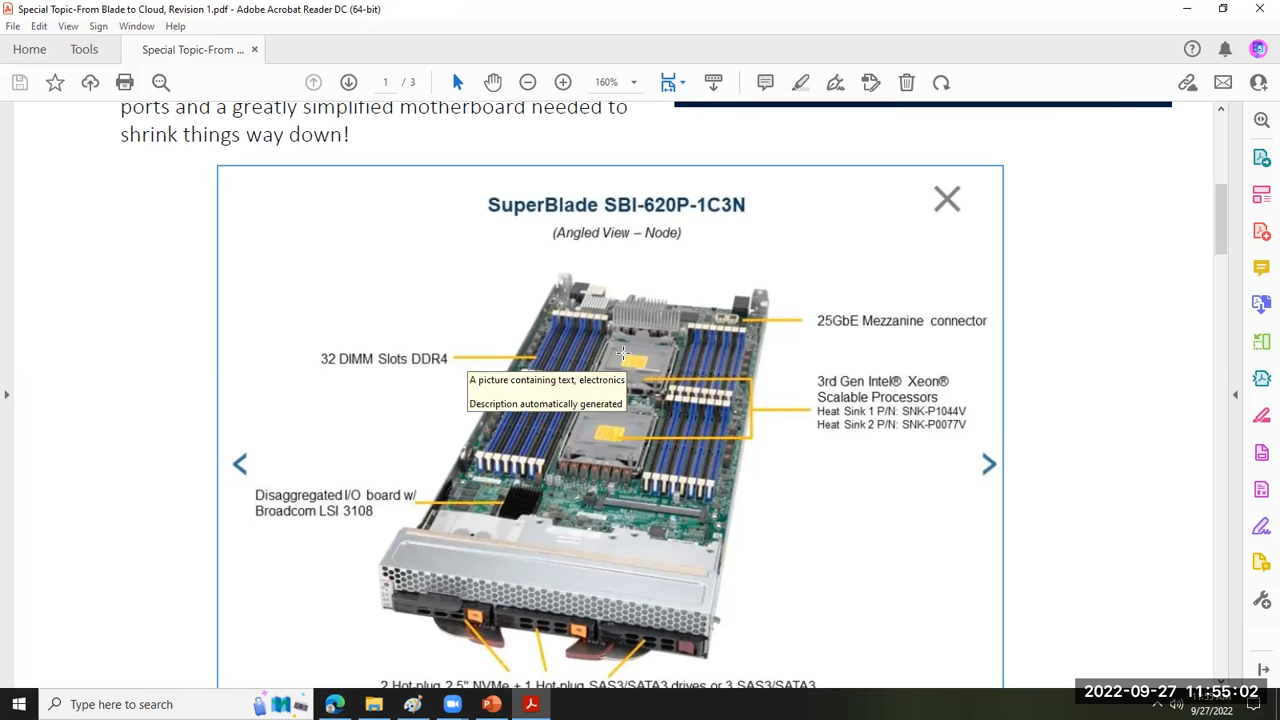 Special Topic-From Blade to Cloud, Revision 1.pdf - Adobe Acrobat Reader DC (64-bit)
File Edit View Sign Window Help
Home Tools Special Topic-From ... ×
1 / 3 160%
ports and a greatly simplified motherboard needed to
shrink things way down!
SuperBlade SBI-620P-1C3N
(Angled View – Node)
25GbE Mezzanine connector
32 DIMM Slots DDR4
A picture containing text, electronics
Description automatically generated
3rd Gen Intel® Xeon®
Scalable Processors
Heat Sink 1 P/N: SNK-P1044V
Heat Sink 2 P/N: SNK-P0077V
Disaggregated I/O board w/
Broadcom LSI 3108
2 Hot-plug 2.5" NVMe + 1 Hot-plug SAS3/SATA3 drives or 3 SAS3/SATA3
Type here to search
2022-09-27 11:55:02
9/27/2022